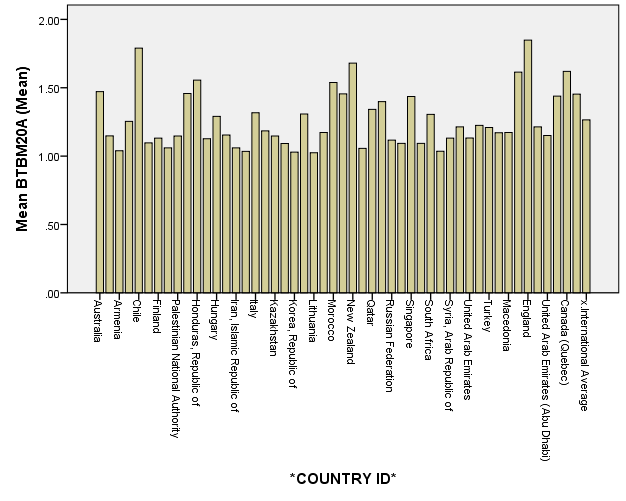 2.00
1.50
1.00
.50
.00
Mean BTBM20A (Mean)
Australia
Armenia
Chile
Finland
Palestinian National Authority
Honduras, Republic of
Hungary
Iran, Islamic Republic of
Italy
Kazakhstan
Korea, Republic of
Lithuania
Morocco
New Zealand
Qatar
Russian Federation
Singapore
South Africa
Syria, Arab Republic of
United Arab Emirates
Turkey
Macedonia
England
United Arab Emirates (Abu Dhabi)
Canada (Quebec)
x.International Average
*COUNTRY ID*